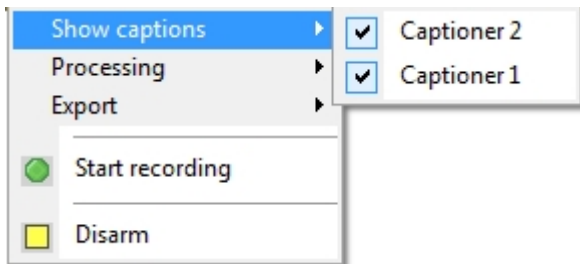 Show captions
Captioner 2
Captioner 1
Processing
Export
Start recording
Disarm